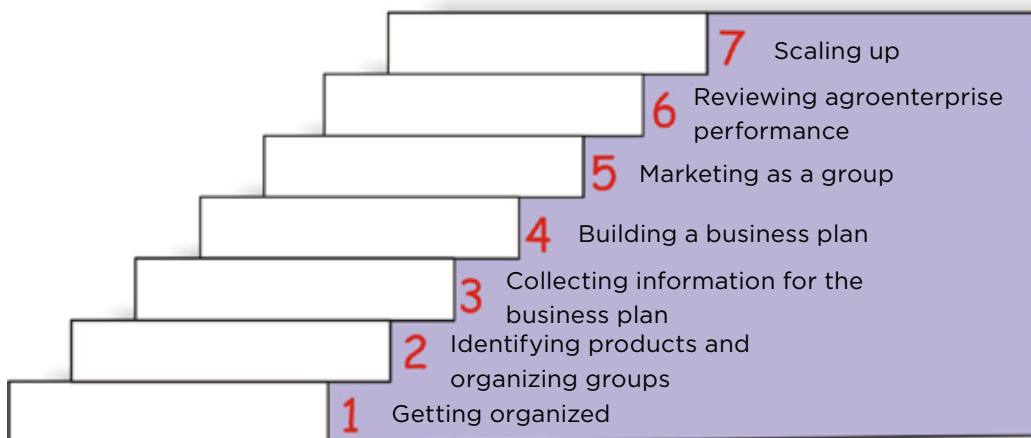 7 Scaling up
6 Reviewing agroenterprise
performance
5 Marketing as a group
4 Building a business plan
3 Collecting information for the
business plan
2 Identifying products and
organizing groups
1 Getting organized